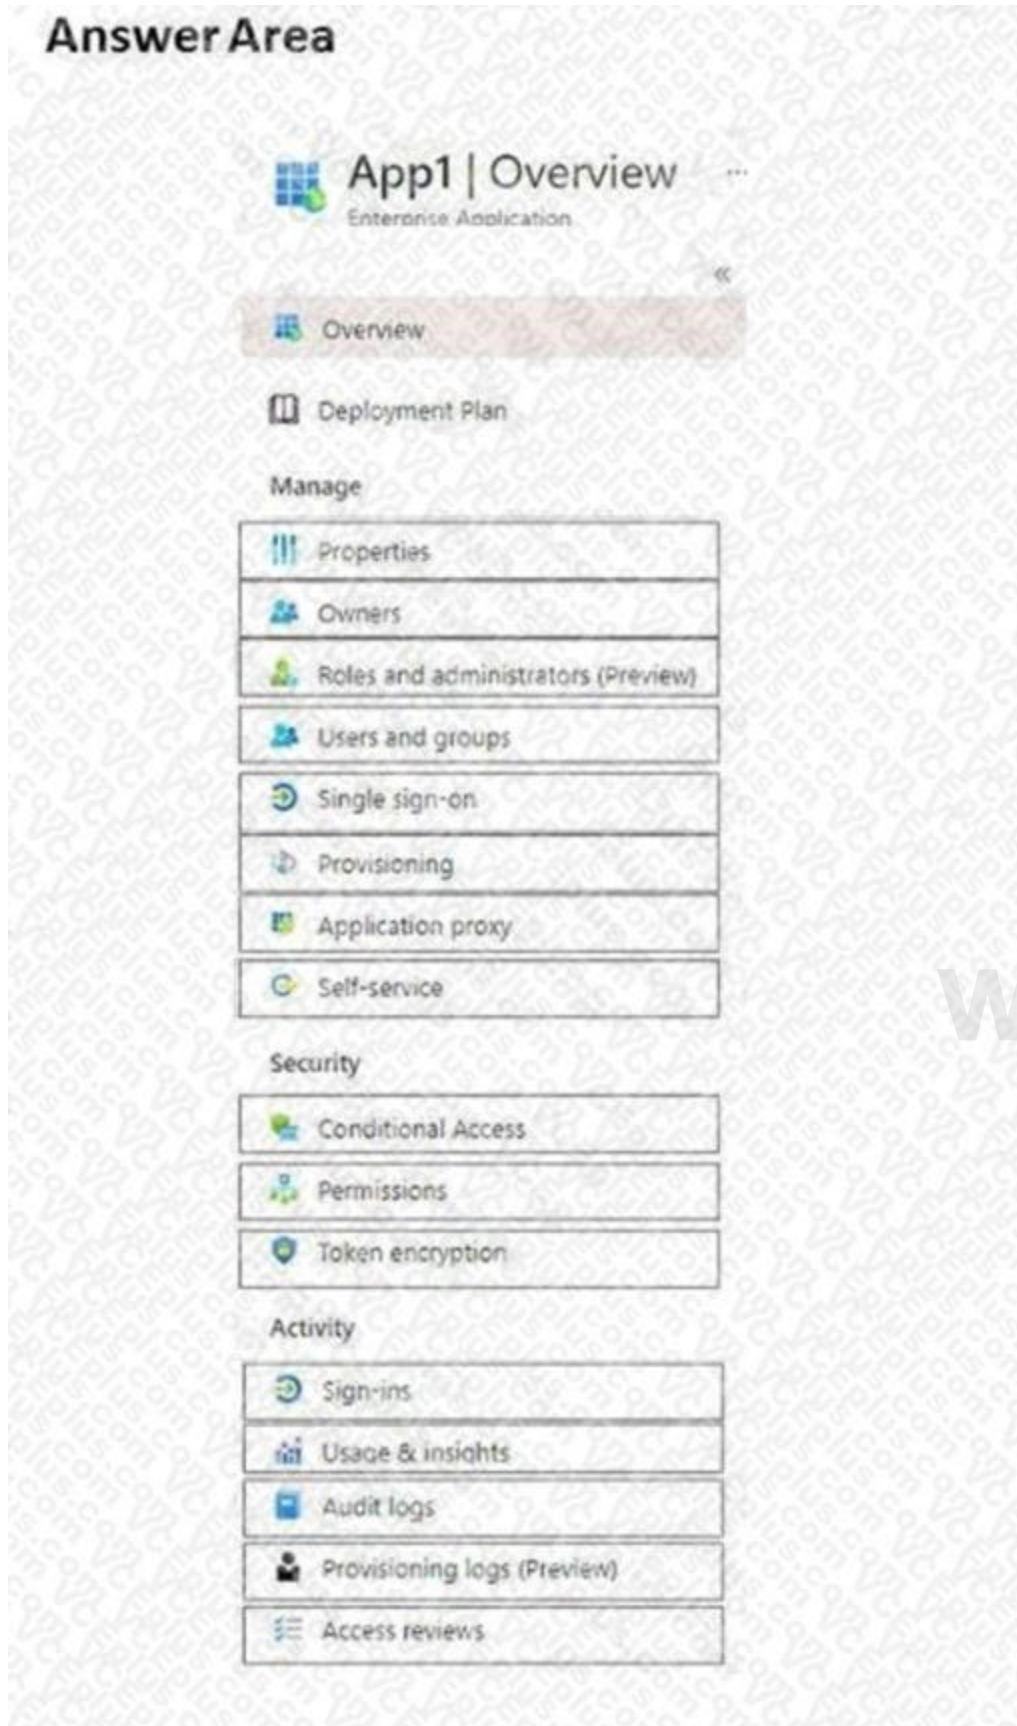 Answer Area
App1 | Overview
Enterprise Application
Overview
Deployment Plan
Manage
Properties
Owners
Roles and administrators (Preview)
Users and groups
Single sign-on
Provisioning
Application proxy
Self-service
Security
Conditional Access
Permissions
Token encryption
Activity
Sign-ins
Usage & insights
Audit logs
Provisioning logs (Preview)
Access reviews
W